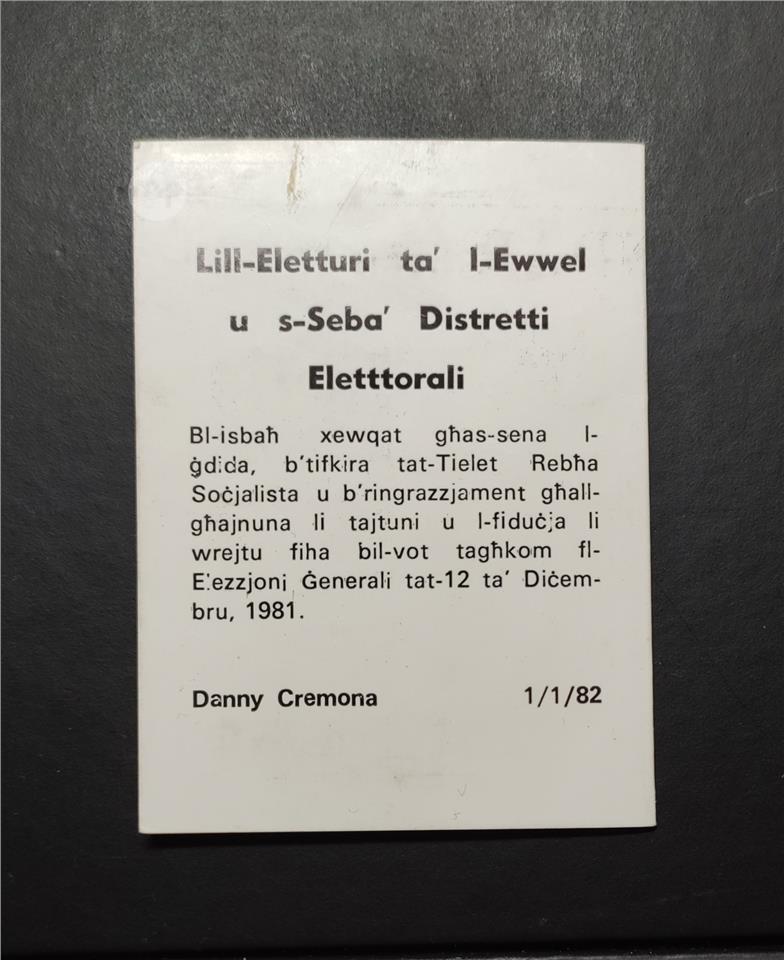 Lill-Eletturi ta' l-Ewwel
u s-Seba' Distretti
Eletttorali
Bl-isbaħ xewqat għas-sena l-
ġdida, b'tifkira tat-Tielet Rebħa
Soċjalista u b'ringrazzjament għall-
għajnuna li tajtuni u l-fiduċja li
wrejtu fiha bil-vot tagħkom fl-
Elezzjoni Ġenerali tat-12 ta' Diċem-
bru, 1981.
Danny Cremona 1/1/82